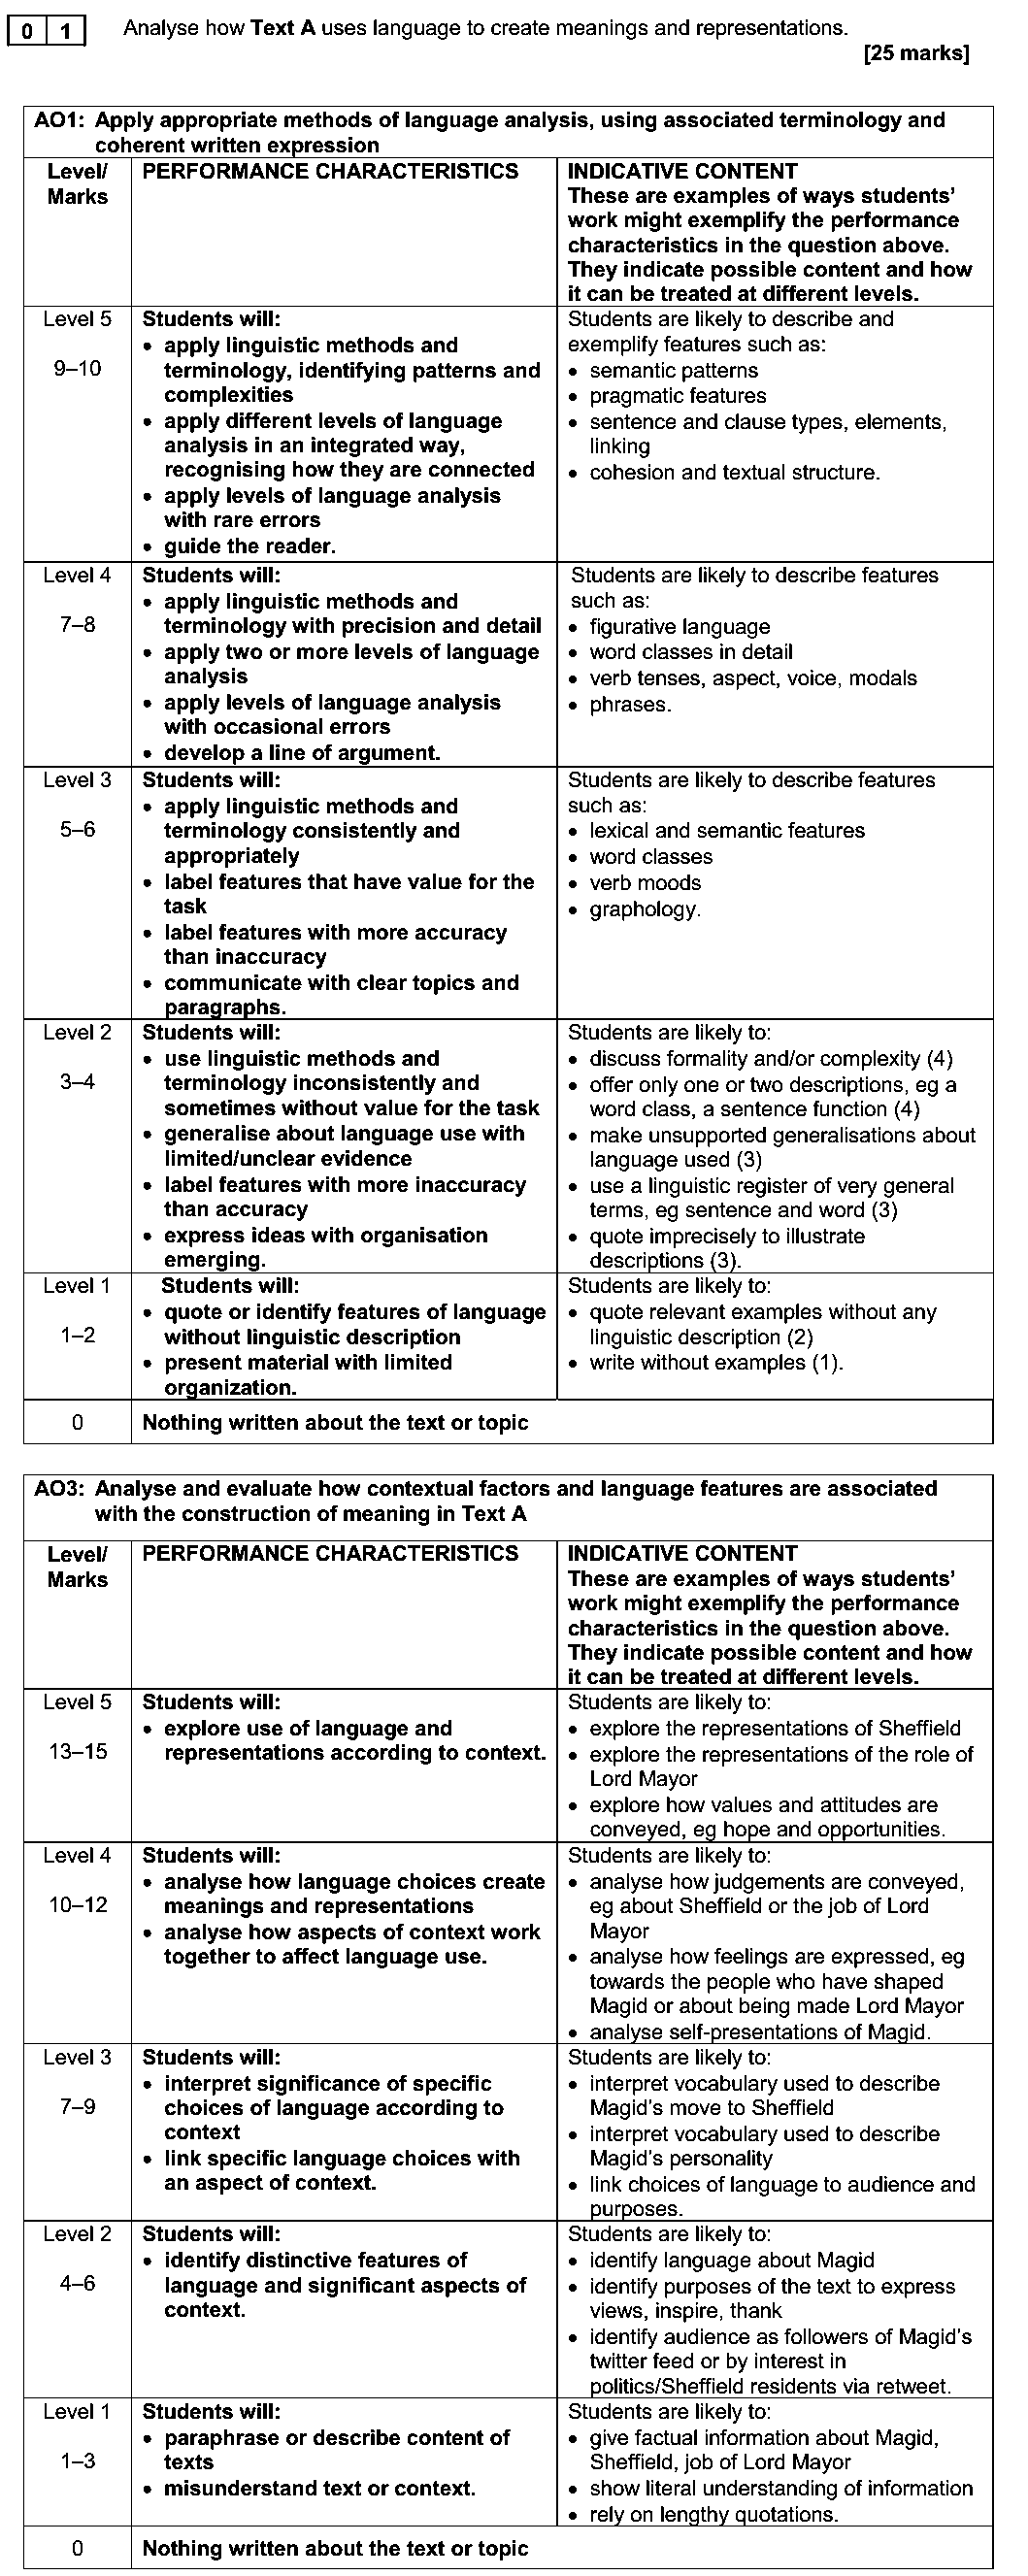 0 1 Analyse how Text A uses language to create meanings and representations.
[25 marks]
AO1: Apply appropriate methods of language analysis, using associated terminology and
coherent written expression
Level/
Marks
PERFORMANCE CHARACTERISTICS
INDICATIVE CONTENT
These are examples of ways students'
work might exemplify the performance
characteristics in the question above.
They indicate possible content and how
it can be treated at different levels.
Level 5
9–10
Students will:
• apply linguistic methods and
terminology, identifying patterns and
complexities
• apply different levels of language
analysis in an integrated way,
recognising how they are connected
• apply levels of language analysis
with rare errors
• guide the reader.
Students are likely to describe and
exemplify features such as:
• semantic patterns
• pragmatic features
• sentence and clause types, elements,
linking
• cohesion and textual structure.
Level 4
7–8
Students will:
• apply linguistic methods and
terminology with precision and detail
• apply two or more levels of language
analysis
• apply levels of language analysis
with occasional errors
• develop a line of argument.
Students are likely to describe features
such as:
• figurative language
• word classes in detail
• verb tenses, aspect, voice, modals
• phrases.
Level 3
5–6
Students will:
• apply linguistic methods and
terminology consistently and
appropriately
• label features that have value for the
task
• label features with more accuracy
than inaccuracy
• communicate with clear topics and
paragraphs.
Students are likely to describe features
such as:
• lexical and semantic features
• word classes
• verb moods
• graphology.
Level 2
3–4
Students will:
• use linguistic methods and
terminology inconsistently and
sometimes without value for the task
• generalise about language use with
limited/unclear evidence
• label features with more inaccuracy
than accuracy
• express ideas with organisation
emerging.
Students are likely to:
• discuss formality and/or complexity (4)
• offer only one or two descriptions, eg a
word class, a sentence function (4)
• make unsupported generalisations about
language used (3)
• use a linguistic register of very general
terms, eg sentence and word (3)
• quote imprecisely to illustrate
descriptions (3).
Level 1
1–2
Students will:
• quote or identify features of language
without linguistic description
• present material with limited
organization.
Students are likely to:
• quote relevant examples without any
linguistic description (2)
• write without examples (1).
0
Nothing written about the text or topic
AO3: Analyse and evaluate how contextual factors and language features are associated
with the construction of meaning in Text A
Level/
Marks
PERFORMANCE CHARACTERISTICS
INDICATIVE CONTENT
These are examples of ways students'
work might exemplify the performance
characteristics in the question above.
They indicate possible content and how
it can be treated at different levels.
Level 5
13–15
Students will:
• explore use of language and
representations according to context.
Students are likely to:
• explore the representations of Sheffield
• explore the representations of the role of
Lord Mayor
• explore how values and attitudes are
conveyed, eg hope and opportunities.
Level 4
10–12
Students will:
• analyse how language choices create
meanings and representations
• analyse how aspects of context work
together to affect language use.
Students are likely to:
• analyse how judgements are conveyed,
eg about Sheffield or the job of Lord
Mayor
• analyse how feelings are expressed, eg
towards the people who have shaped
Magid or about being made Lord Mayor
• analyse self-presentations of Magid.
Level 3
7–9
Students will:
• interpret significance of specific
choices of language according to
context
• link specific language choices with
an aspect of context.
Students are likely to:
• interpret vocabulary used to describe
Magid's move to Sheffield
• interpret vocabulary used to describe
Magid's personality
• link choices of language to audience and
purposes.
Level 2
4–6
Students will:
• identify distinctive features of
language and significant aspects of
context.
Students are likely to:
• identify language about Magid
• identify purposes of the text to express
views, inspire, thank
• identify audience as followers of Magid's
twitter feed or by interest in
politics/Sheffield residents via retweet.
Level 1
1–3
Students will:
• paraphrase or describe content of
texts
• misunderstand text or context.
Students are likely to:
• give factual information about Magid,
Sheffield, job of Lord Mayor
• show literal understanding of information
• rely on lengthy quotations.
0
Nothing written about the text or topic